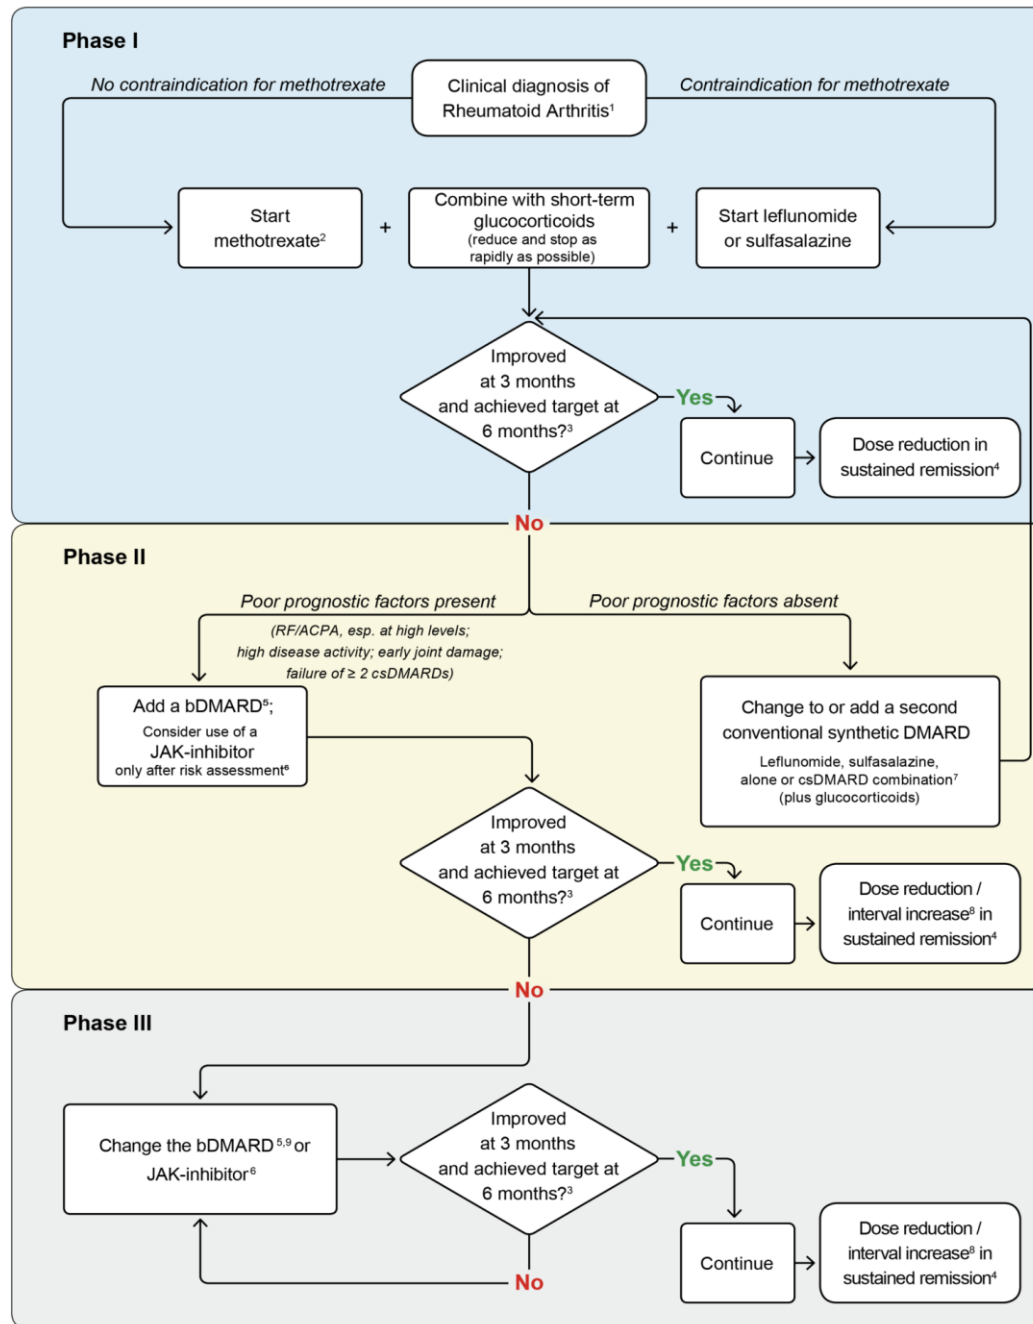 Phase I
No contraindication for methotrexate
Clinical diagnosis of
Rheumatoid Arthritis¹
Contraindication for methotrexate
Start
methotrexate²
+
Combine with short-term
glucocorticoids
(reduce and stop as
rapidly as possible)
+
Start leflunomide
or sulfasalazine
Improved
at 3 months
and achieved target at
6 months?³
Yes
Continue
Dose reduction in
sustained remission⁴
No
Phase II
Poor prognostic factors present
(RF/ACPA, esp. at high levels;
high disease activity; early joint damage;
failure of ≥ 2 csDMARDs)
Poor prognostic factors absent
Add a bDMARD⁵;
Consider use of a
JAK-inhibitor
only after risk assessment⁶
Change to or add a second
conventional synthetic DMARD
Leflunomide, sulfasalazine,
alone or csDMARD combination⁷
(plus glucocorticoids)
Improved
at 3 months
and achieved target at
6 months?³
Yes
Continue
Dose reduction /
interval increase⁸ in
sustained remission⁴
No
Phase III
Change the bDMARD⁵,⁹ or
JAK-inhibitor⁶
Improved
at 3 months
and achieved target at
6 months?³
Yes
Continue
Dose reduction /
interval increase⁸ in
sustained remission⁴
No